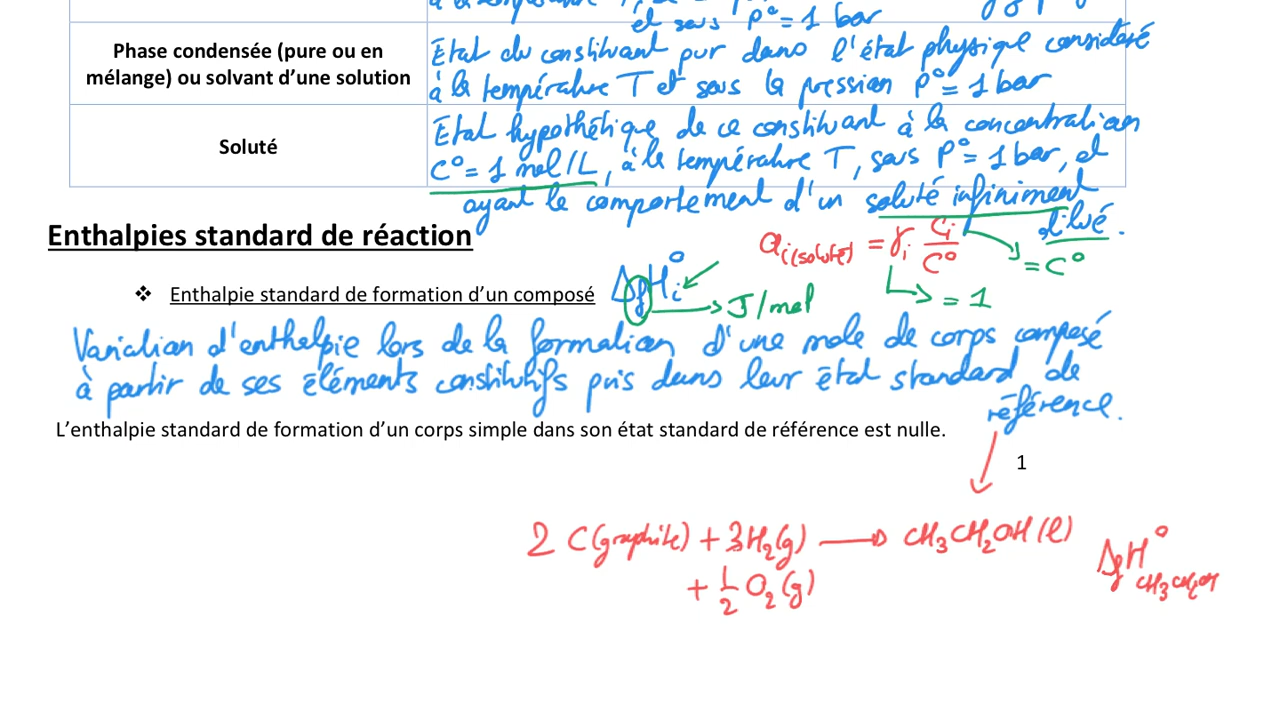 et sous P° = 1 bar
Phase condensée (pure ou en mélange) ou solvant d'une solution
État du constituant pur dans l'état physique considéré
à la température T et sous la pression P° = 1 bar
Soluté
État hypothétique de ce constituant à la concentration
C° = 1 mol/L, à la température T, sous P° = 1 bar, et
ayant le comportement d'un soluté infiniment
dilué.
Enthalpies standard de réaction
a i(soluté) = γi Ci/C°
= C°
= 1
❖ Enthalpie standard de formation d'un composé
ΔfHi° → J/mol
Variation d'enthalpie lors de la formation d'une mole de corps composé
à partir de ses éléments constitutifs pris dans leur état standard de
référence.
L'enthalpie standard de formation d'un corps simple dans son état standard de référence est nulle.
1
2 C(graphite) + 3H2(g) → CH3CH2OH(l)
+ 1/2 O2(g)
ΔfH° CH3CH2OH